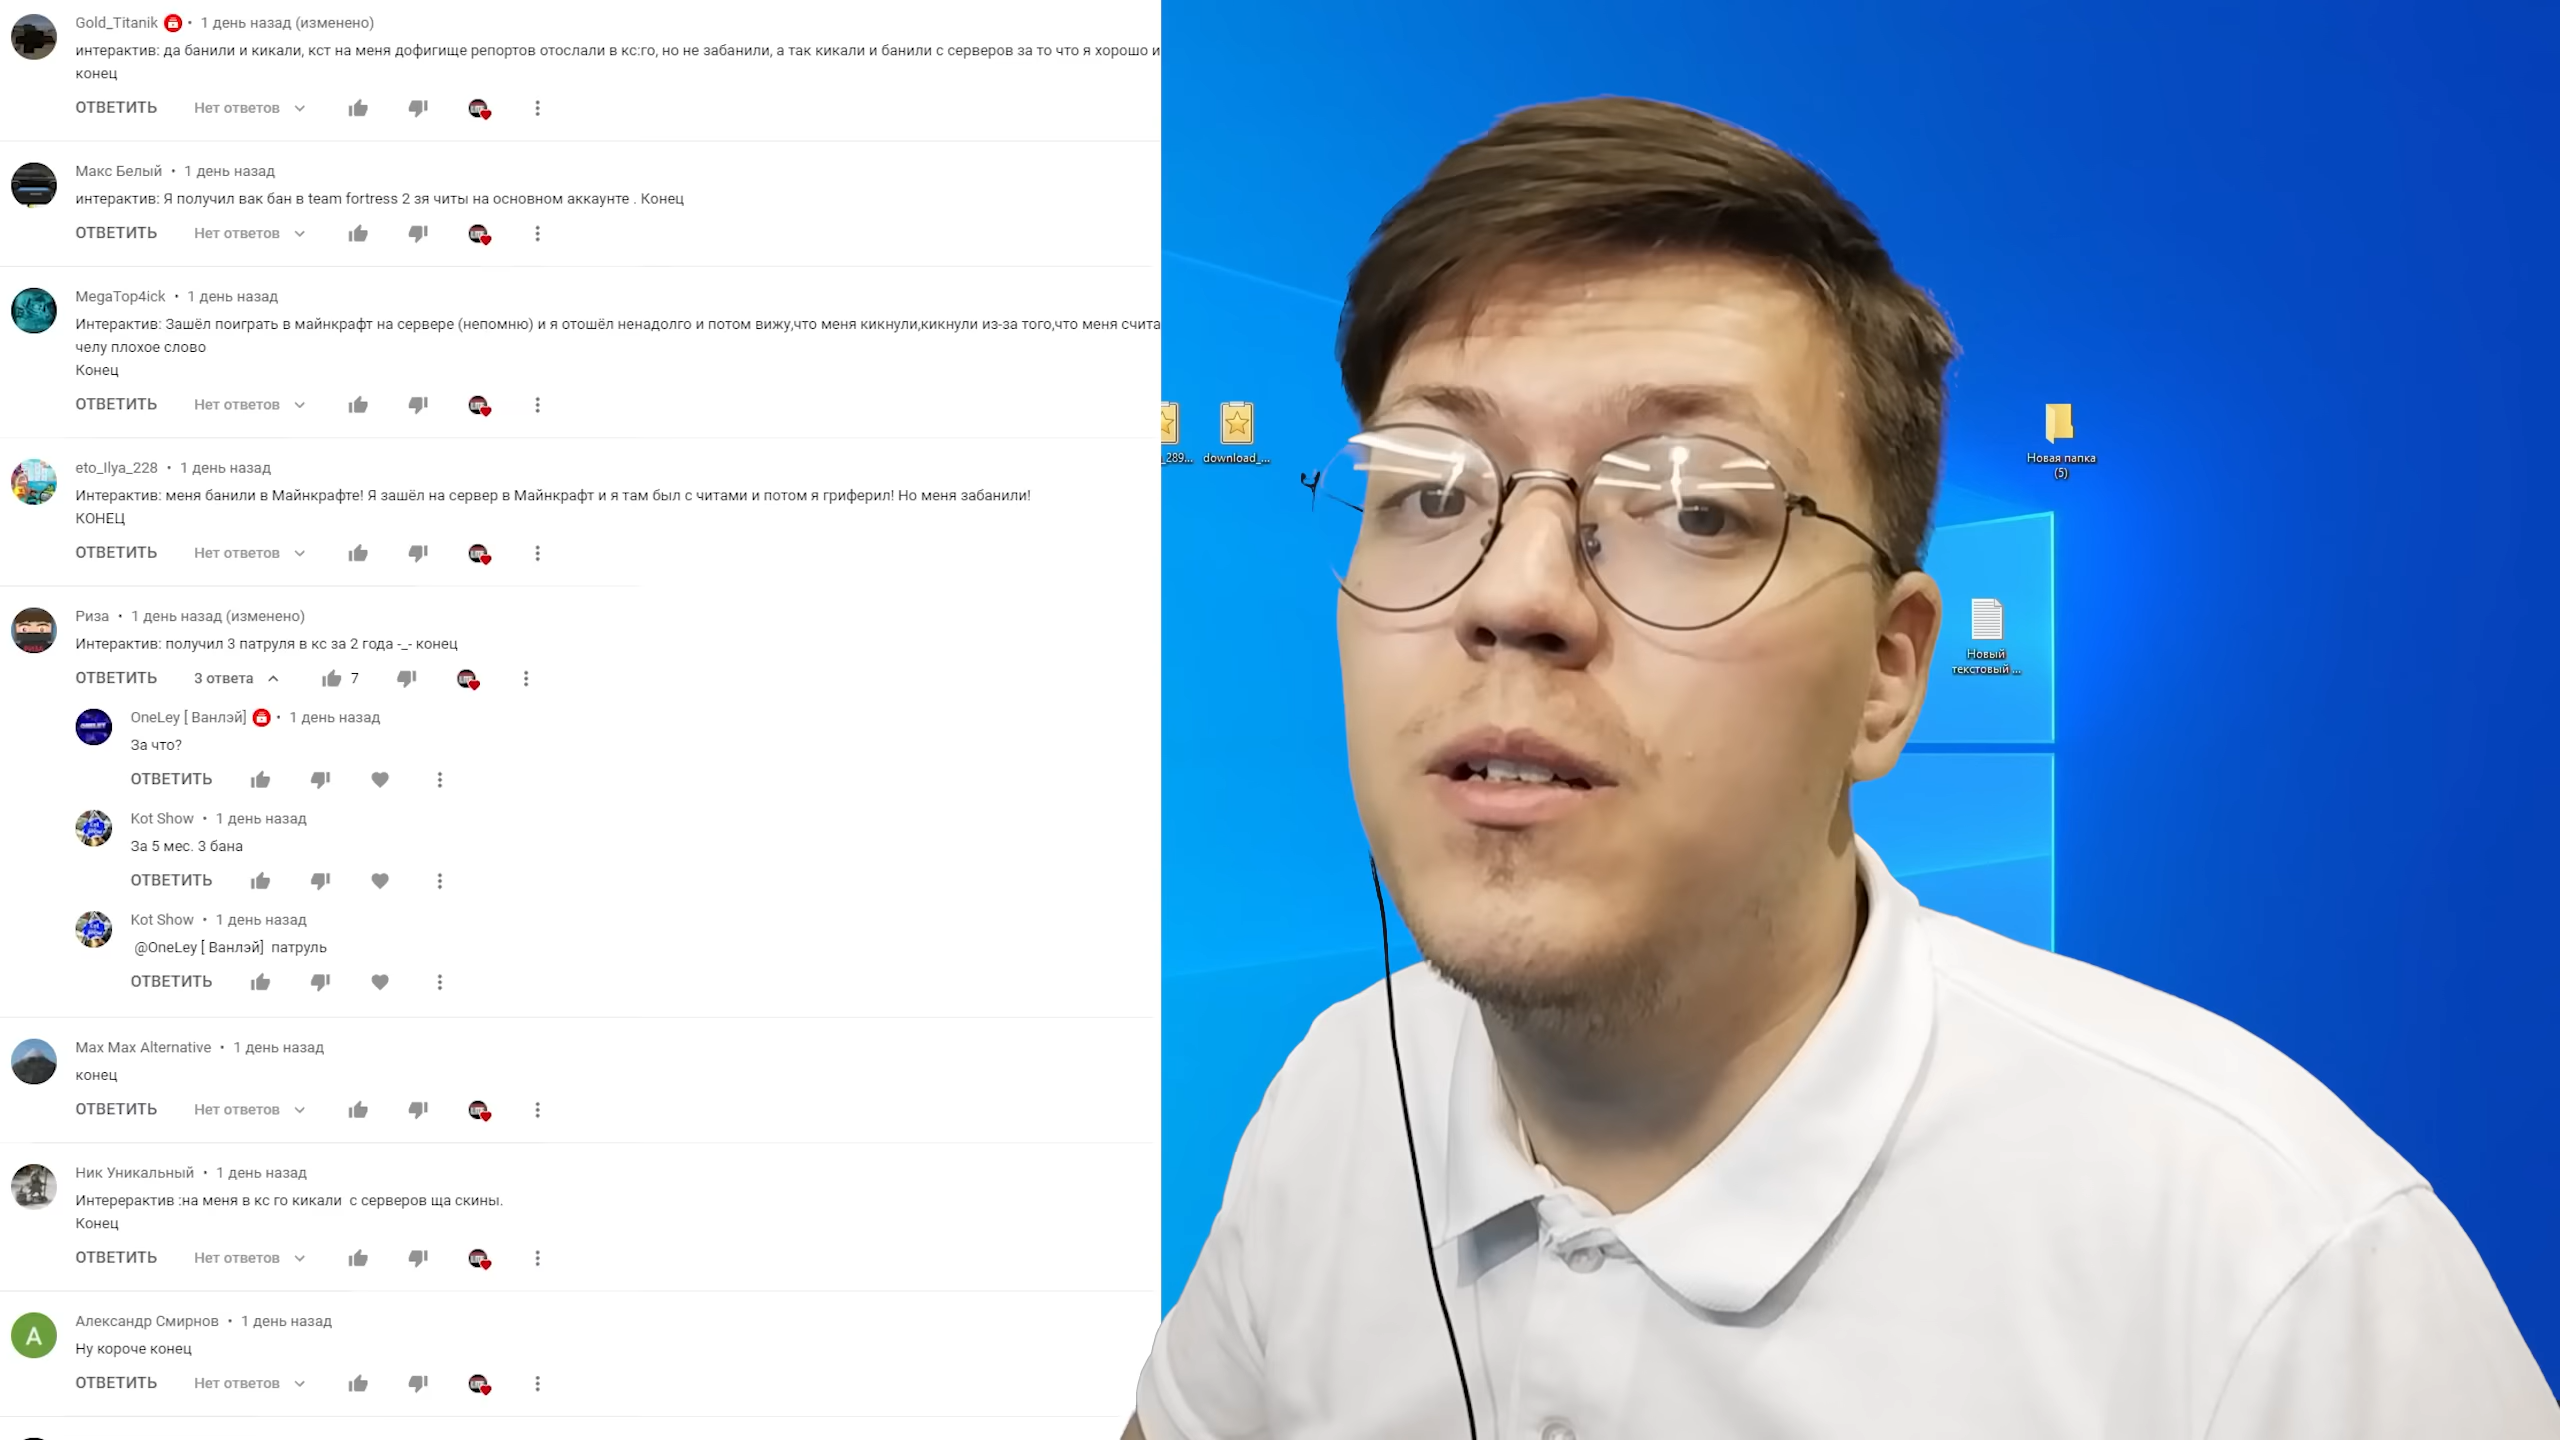 Gold_Titanik • 1 день назад (изменено)
интерактив: да банили и кикали, кст на меня дофигище репортов отослали в кс:го, но не забанили, а так кикали и банили с серверов за то что я хорошо и
конец
ОТВЕТИТЬ Нет ответов
Макс Белый • 1 день назад
интерактив: Я получил вак бан в team fortress 2 зя читы на основном аккаунте . Конец
ОТВЕТИТЬ Нет ответов
MegaTop4ick • 1 день назад
Интерактив: Зашёл поиграть в майнкрафт на сервере (непомню) и я отошёл ненадолго и потом вижу,что меня кикнули,кикнули из-за того,что меня счита
челу плохое слово
Конец
ОТВЕТИТЬ Нет ответов
eto_Ilya_228 • 1 день назад
Интерактив: меня банили в Майнкрафте! Я зашёл на сервер в Майнкрафт и я там был с читами и потом я гриферил! Но меня забанили!
КОНЕЦ
ОТВЕТИТЬ Нет ответов
Риза • 1 день назад (изменено)
Интерактив: получил 3 патруля в кс за 2 года -_- конец
ОТВЕТИТЬ 3 ответа 7
OneLey [ Ванлэй] • 1 день назад
За что?
ОТВЕТИТЬ
Kot Show • 1 день назад
За 5 мес. 3 бана
ОТВЕТИТЬ
Kot Show • 1 день назад
@OneLey [ Ванлэй] патруль
ОТВЕТИТЬ
Max Max Alternative • 1 день назад
конец
ОТВЕТИТЬ Нет ответов
Ник Уникальный • 1 день назад
Интерерактив :на меня в кс го кикали с серверов ща скины.
Конец
ОТВЕТИТЬ Нет ответов
А
Александр Смирнов • 1 день назад
Ну короче конец
ОТВЕТИТЬ Нет ответов
_289...
download_...
Новая папка
(5)
Новый
текстовый ...